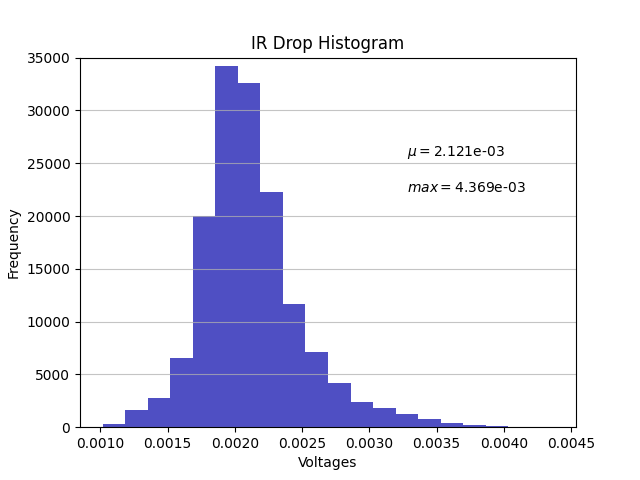 IR Drop Histogram
35000
30000
25000
20000
15000
10000
5000
0
Frequency
μ = 2.121e-03
max = 4.369e-03
0.0010 0.0015 0.0020 0.0025 0.0030 0.0035 0.0040 0.0045
Voltages